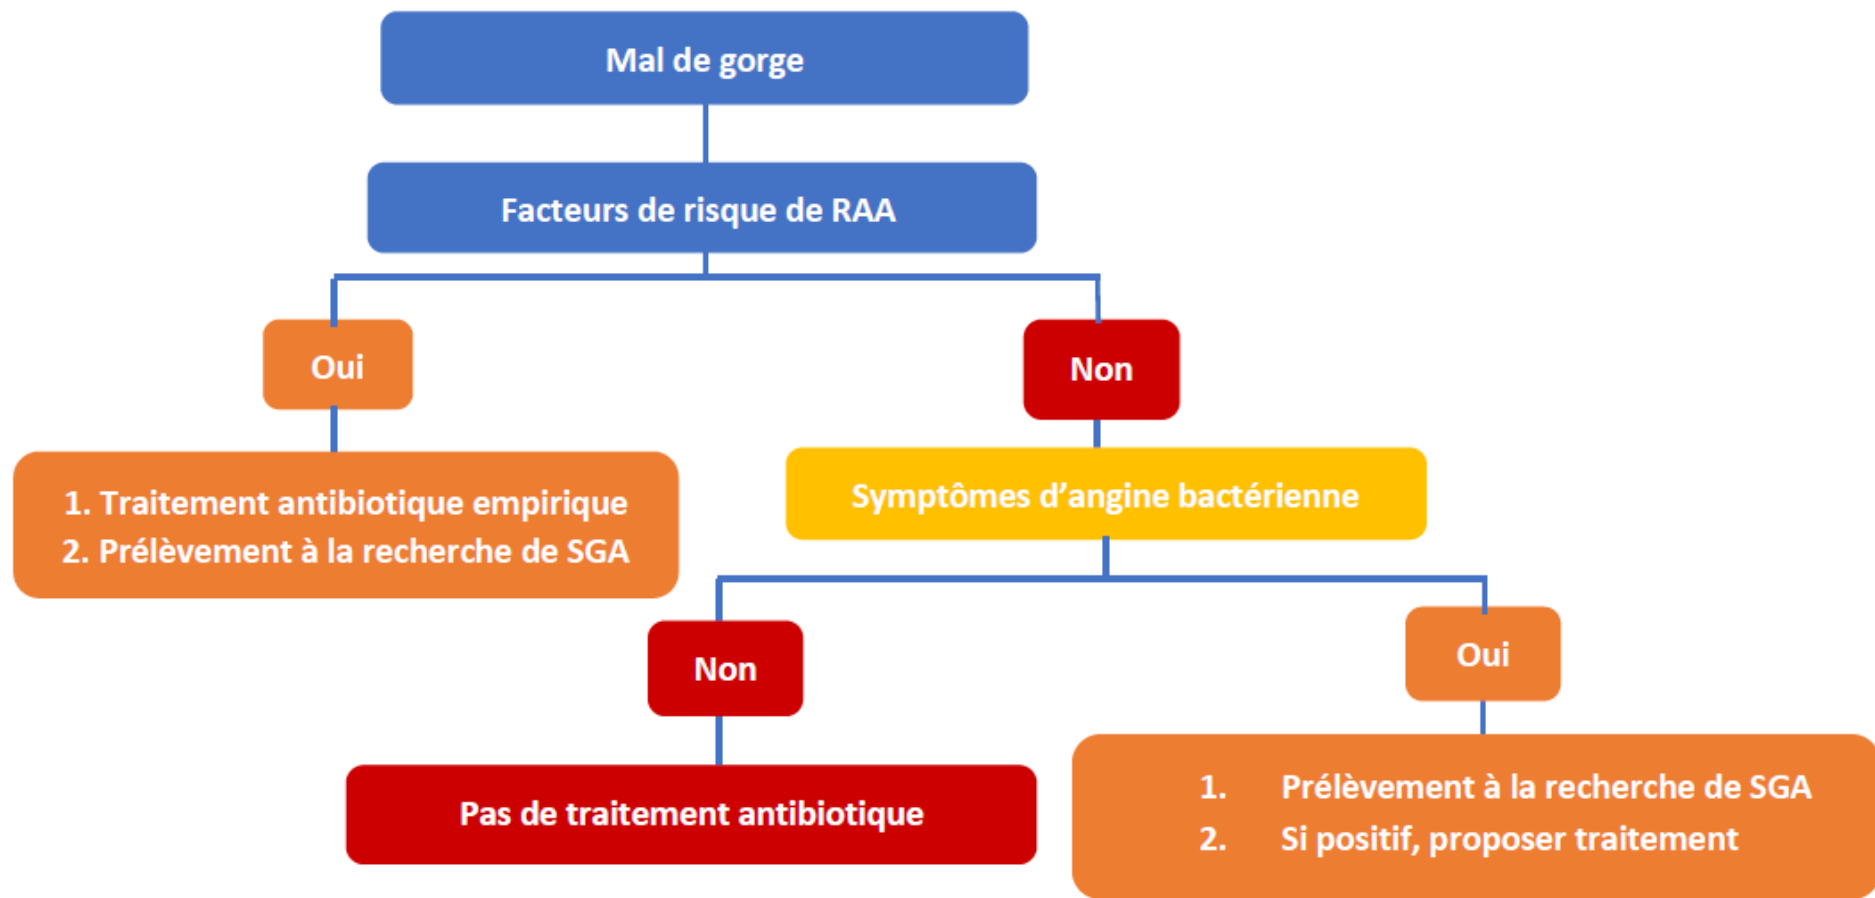 Mal de gorge
Facteurs de risque de RAA
Oui
Non
1. Traitement antibiotique empirique
2. Prélèvement à la recherche de SGA
Symptômes d’angine bactérienne
Non
Oui
Pas de traitement antibiotique
1. Prélèvement à la recherche de SGA
2. Si positif, proposer traitement